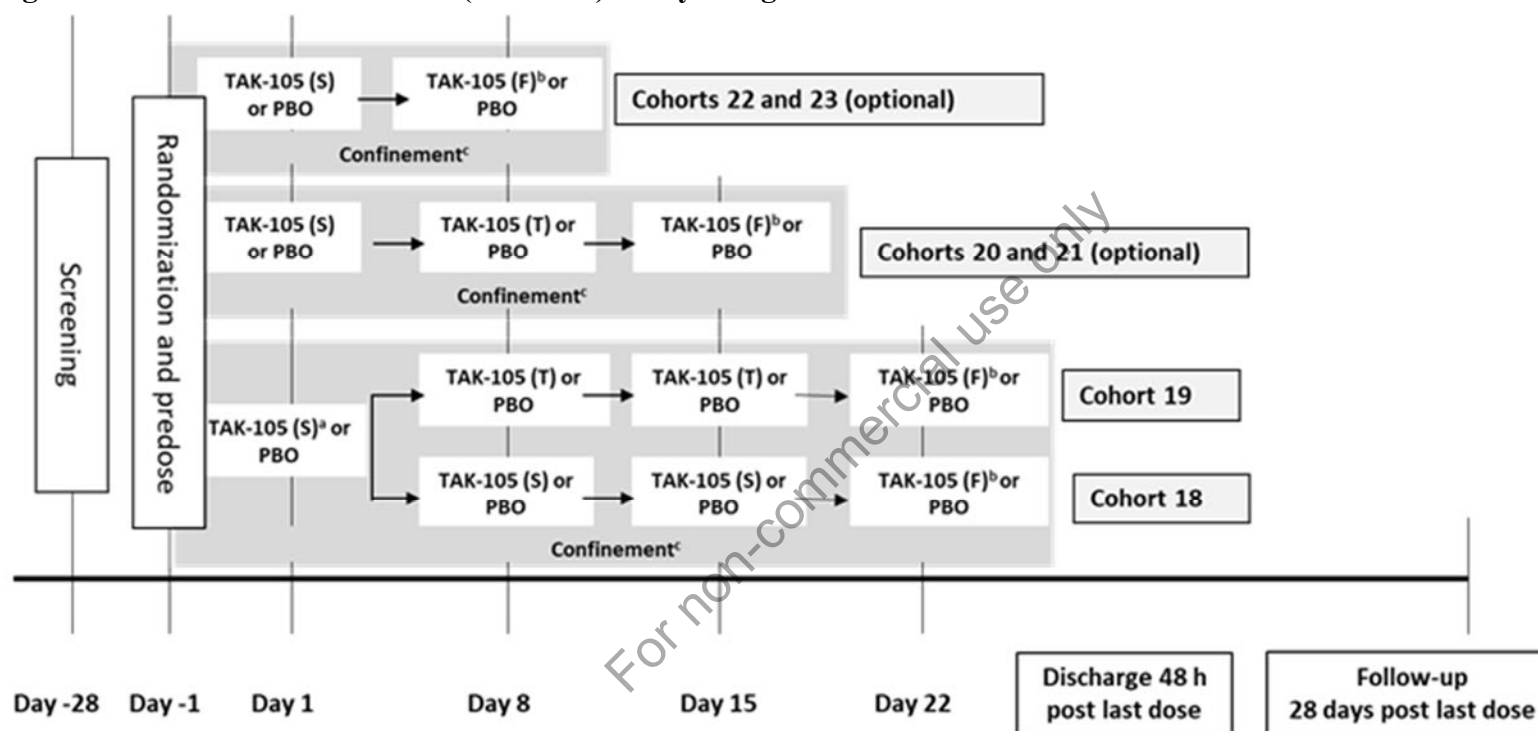 TAK-105 (S)
or PBO
TAK-105 (F)ᵇ or
PBO
Cohorts 22 and 23 (optional)
Confinementᶜ
Screening
Randomization and predose
TAK-105 (S)
or PBO
TAK-105 (T) or
PBO
TAK-105 (F)ᵇ or
PBO
Cohorts 20 and 21 (optional)
Confinementᶜ
TAK-105 (S)ᵃ or
PBO
TAK-105 (T) or
PBO
TAK-105 (T) or
PBO
TAK-105 (F)ᵇ or
PBO
Cohort 19
TAK-105 (S) or
PBO
TAK-105 (S) or
PBO
TAK-105 (F)ᵇ or
PBO
Cohort 18
Confinementᶜ
For non-commercial use only
Day -28
Day -1
Day 1
Day 8
Day 15
Day 22
Discharge 48 h
post last dose
Follow-up
28 days post last dose